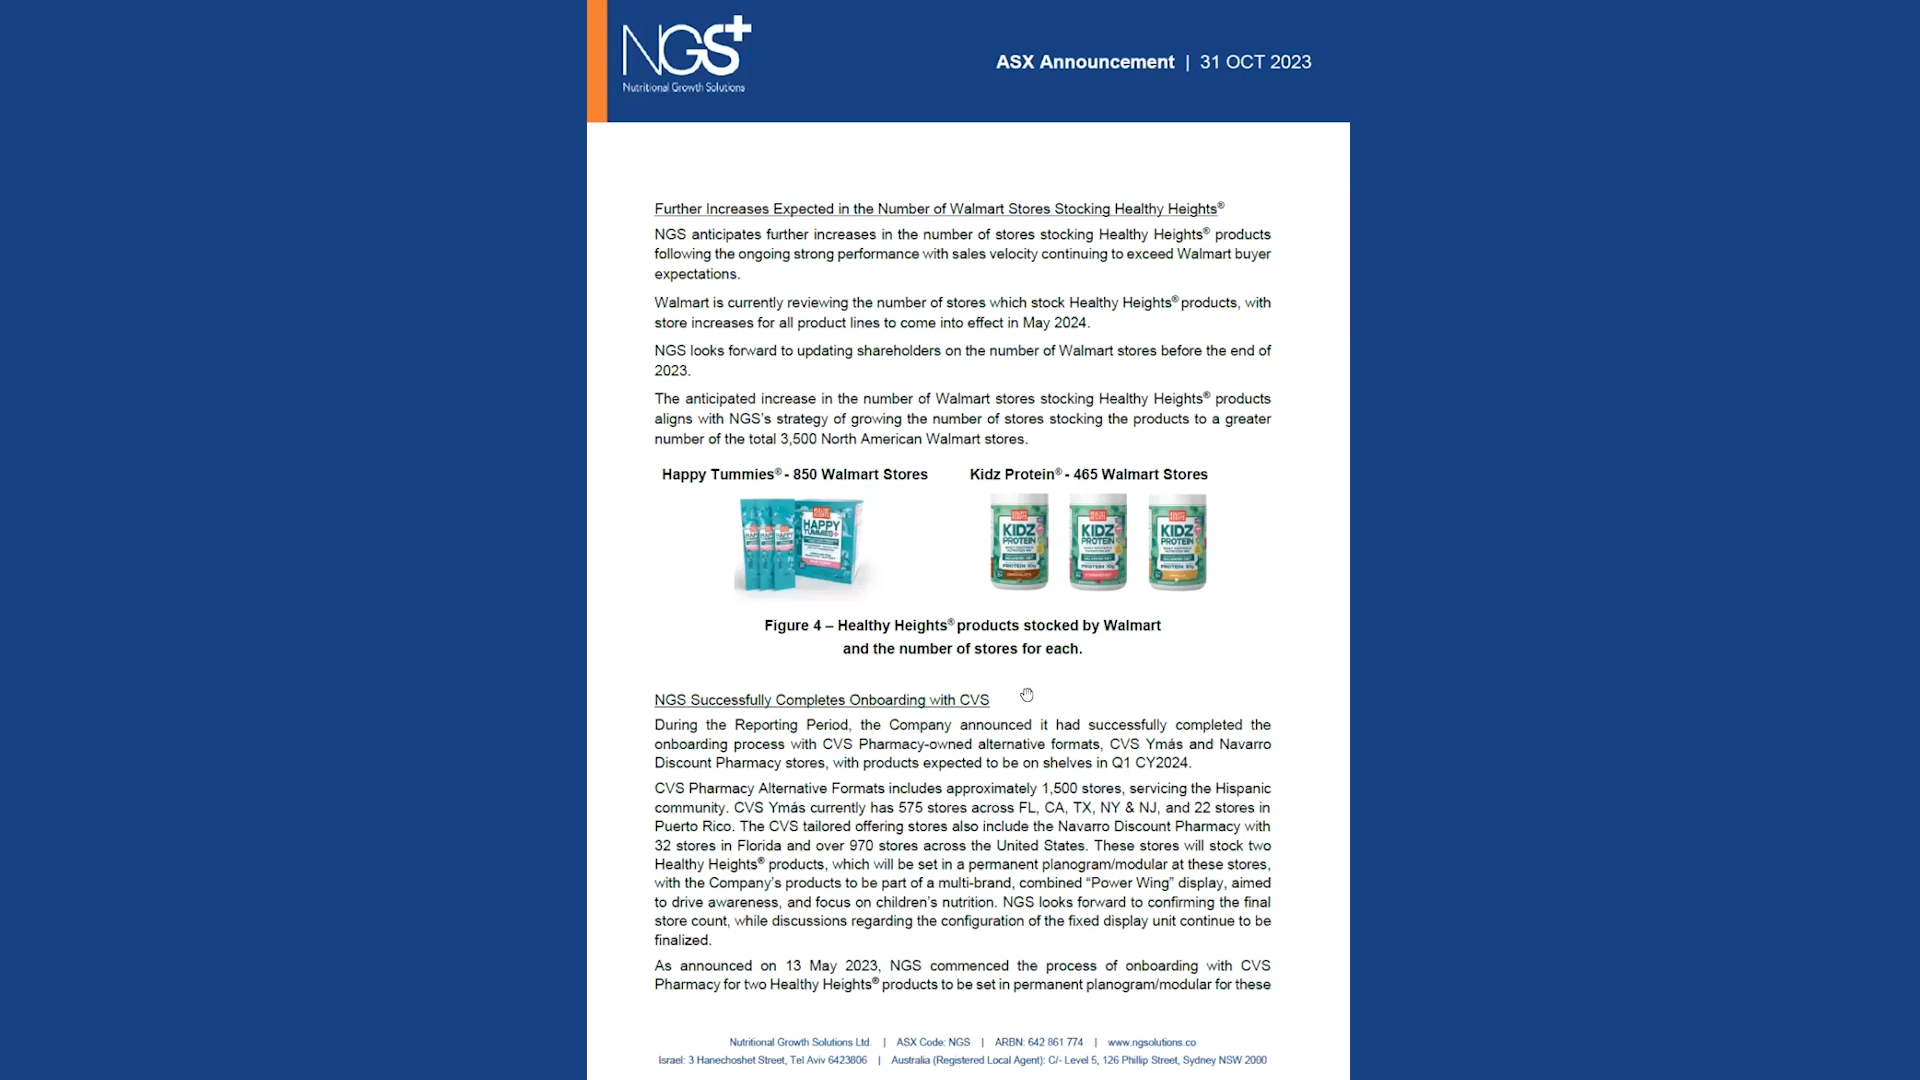 NGS+
Nutritional Growth Solutions
ASX Announcement | 31 OCT 2023
Further Increases Expected in the Number of Walmart Stores Stocking Healthy Heights®
NGS anticipates further increases in the number of stores stocking Healthy Heights® products
following the ongoing strong performance with sales velocity continuing to exceed Walmart buyer
expectations.
Walmart is currently reviewing the number of stores which stock Healthy Heights® products, with
store increases for all product lines to come into effect in May 2024.
NGS looks forward to updating shareholders on the number of Walmart stores before the end of
2023.
The anticipated increase in the number of Walmart stores stocking Healthy Heights® products
aligns with NGS's strategy of growing the number of stores stocking the products to a greater
number of the total 3,500 North American Walmart stores.
Happy Tummies® - 850 Walmart Stores
Kidz Protein® - 465 Walmart Stores
HAPPY
TUMMIES+
KIDZ
PROTEIN
KIDZ
PROTEIN
KIDZ
PROTEIN
Figure 4 – Healthy Heights® products stocked by Walmart
and the number of stores for each.
NGS Successfully Completes Onboarding with CVS
During the Reporting Period, the Company announced it had successfully completed the
onboarding process with CVS Pharmacy-owned alternative formats, CVS Ymás and Navarro
Discount Pharmacy stores, with products expected to be on shelves in Q1 CY2024.
CVS Pharmacy Alternative Formats includes approximately 1,500 stores, servicing the Hispanic
community. CVS Ymás currently has 575 stores across FL, CA, TX, NY & NJ, and 22 stores in
Puerto Rico. The CVS tailored offering stores also include the Navarro Discount Pharmacy with
32 stores in Florida and over 970 stores across the United States. These stores will stock two
Healthy Heights® products, which will be set in a permanent planogram/modular at these stores,
with the Company's products to be part of a multi-brand, combined “Power Wing” display, aimed
to drive awareness, and focus on children's nutrition. NGS looks forward to confirming the final
store count, while discussions regarding the configuration of the fixed display unit continue to be
finalized.
As announced on 13 May 2023, NGS commenced the process of onboarding with CVS
Pharmacy for two Healthy Heights® products to be set in permanent planogram/modular for these
Nutritional Growth Solutions Ltd. | ASX Code: NGS | ARBN: 642 861 774 | www.ngsolutions.co
Israel: 3 Hanechoshet Street, Tel Aviv 6423806 | Australia (Registered Local Agent): C/- Level 5, 126 Phillip Street, Sydney NSW 2000